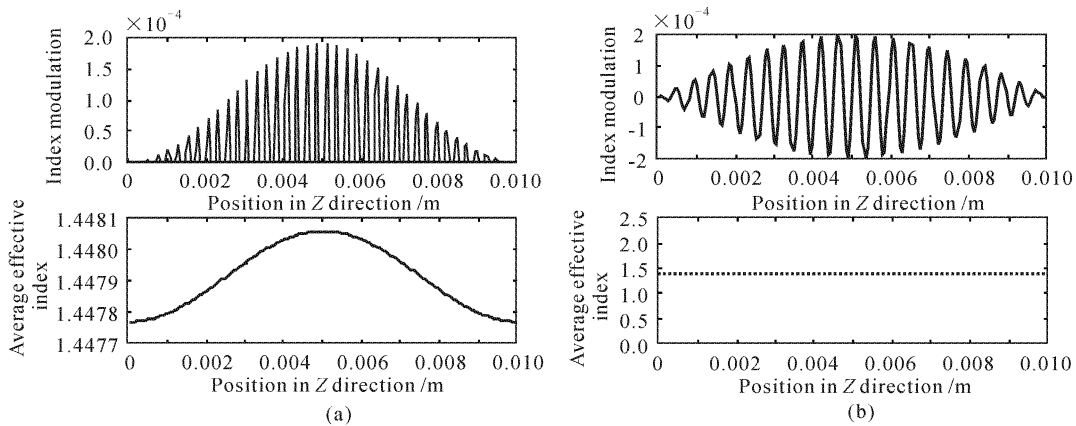 ×10⁻⁴
Index modulation
2.0
1.5
1.0
0.5
0.0
0 0.002 0.004 0.006 0.008 0.010
Position in Z direction /m
Average effective index
1.4481
1.4480
1.4479
1.4478
1.4477
0 0.002 0.004 0.006 0.008 0.010
Position in Z direction /m
(a)
×10⁻⁴
Index modulation
2
1
0
-1
-2
0 0.002 0.004 0.006 0.008 0.010
Position in Z direction /m
Average effective index
2.5
2.0
1.5
1.0
0.5
0.0
0 0.002 0.004 0.006 0.008 0.010
Position in Z direction /m
(b)